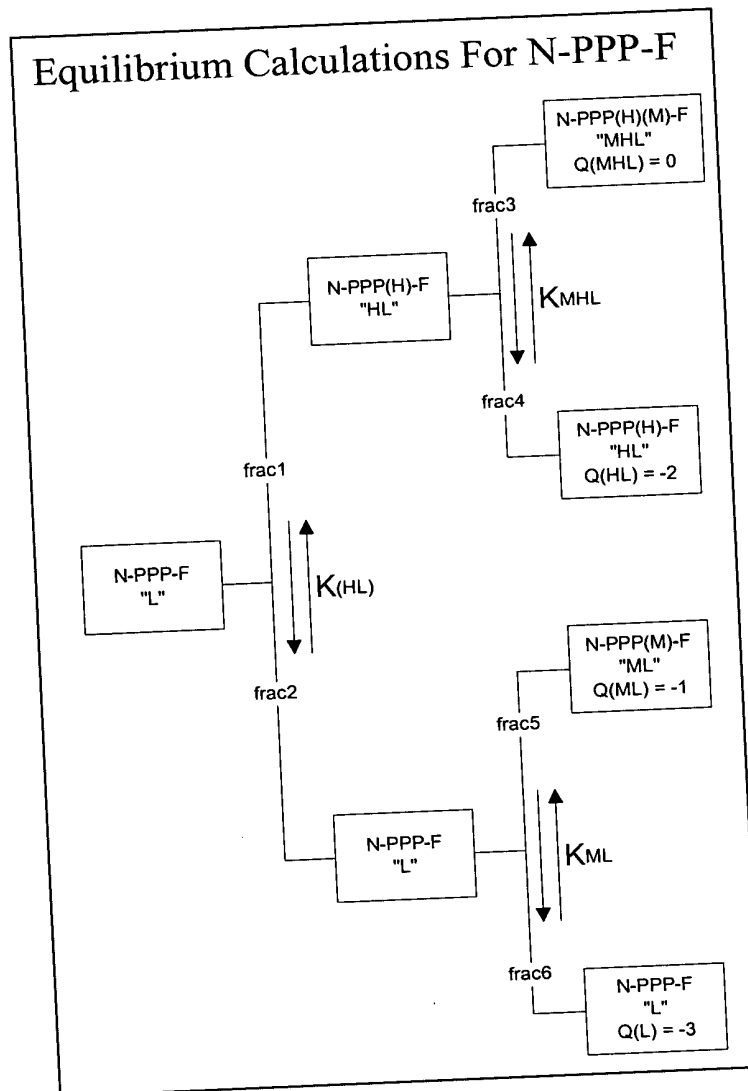 Equilibrium Calculations For N-PPP-F
N-PPP(H)(M)-F
"MHL"
Q(MHL) = 0
frac3
N-PPP(H)-F
"HL"
KMHL
frac4
N-PPP(H)-F
"HL"
Q(HL) = -2
frac1
N-PPP-F
"L"
K(HL)
N-PPP(M)-F
"ML"
Q(ML) = -1
frac2
frac5
N-PPP-F
"L"
KML
frac6
N-PPP-F
"L"
Q(L) = -3